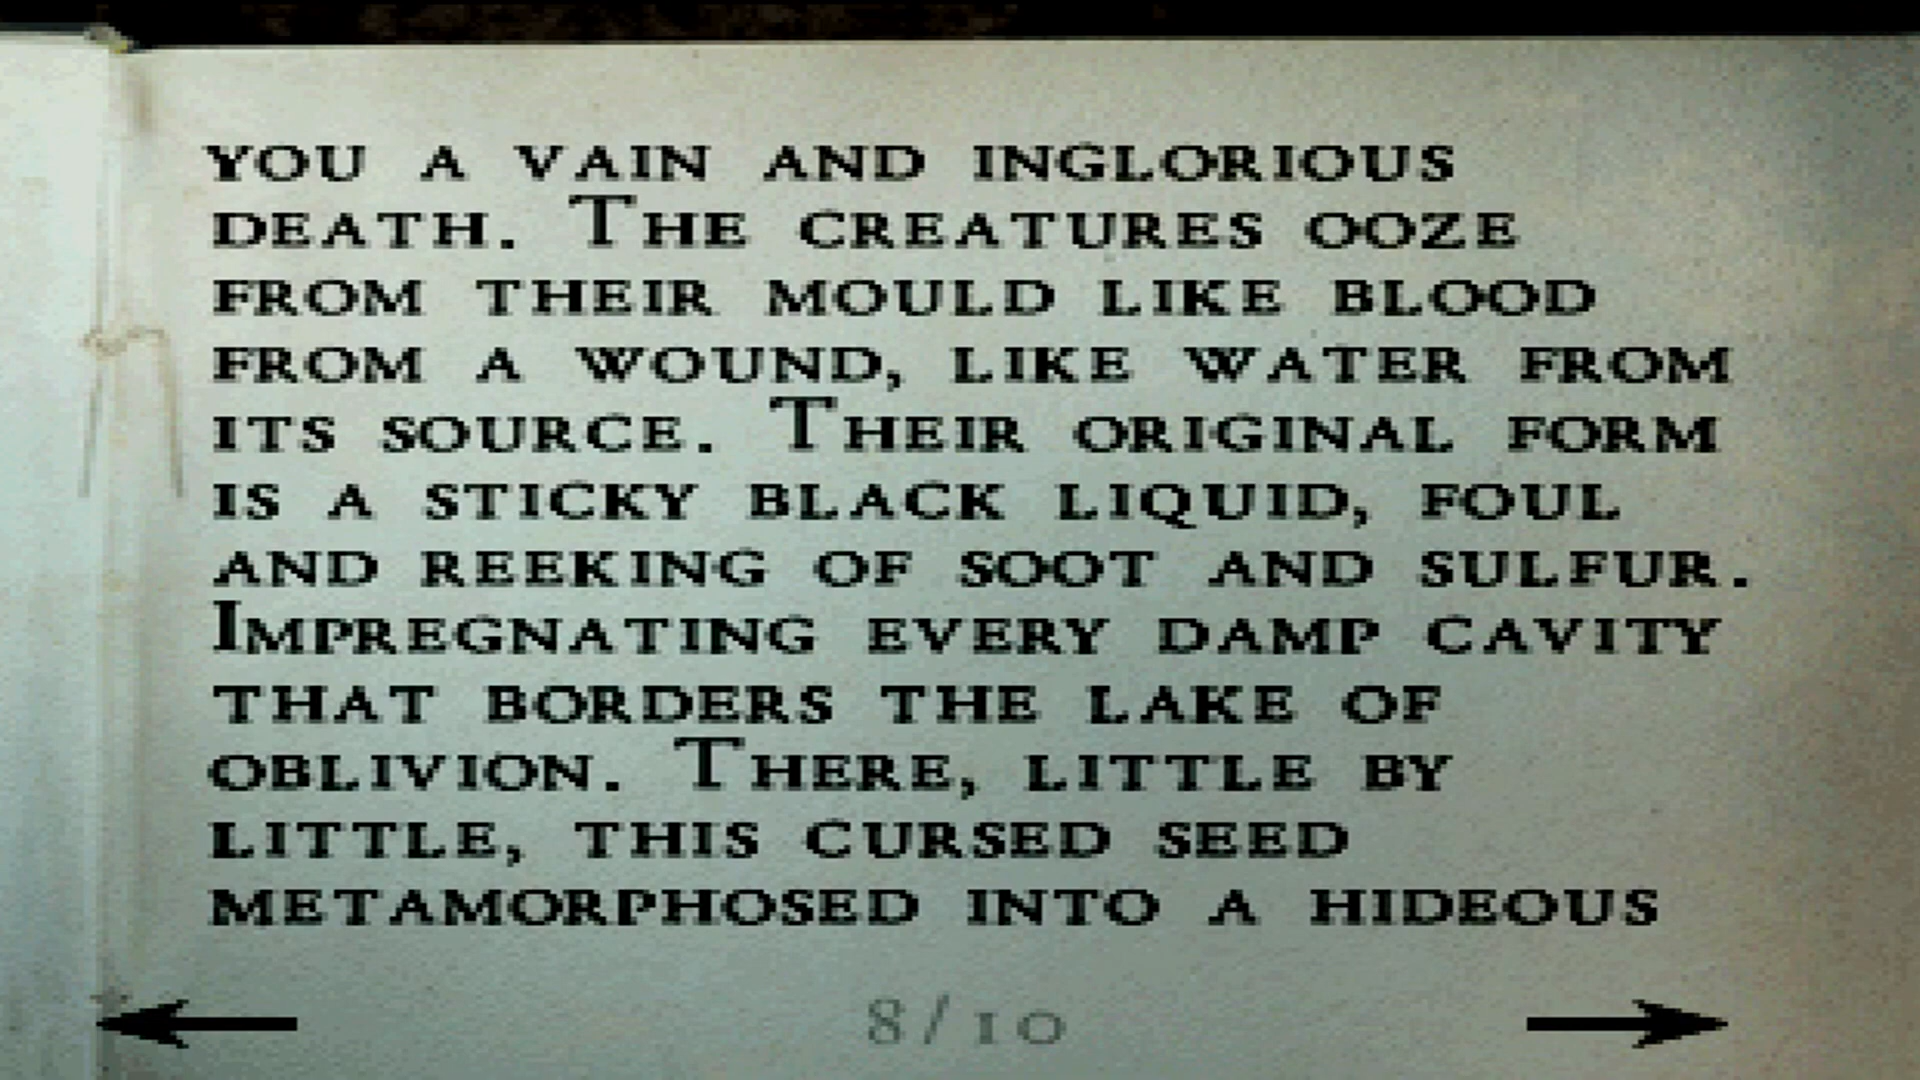 YOU A VAIN AND INGLORIOUS
DEATH. THE CREATURES OOZE
FROM THEIR MOULD LIKE BLOOD
FROM A WOUND, LIKE WATER FROM
ITS SOURCE. THEIR ORIGINAL FORM
IS A STICKY BLACK LIQUID, FOUL
AND REEKING OF SOOT AND SULFUR.
IMPREGNATING EVERY DAMP CAVITY
THAT BORDERS THE LAKE OF
OBLIVION. THERE, LITTLE BY
LITTLE, THIS CURSED SEED
METAMORPHOSED INTO A HIDEOUS
8/10